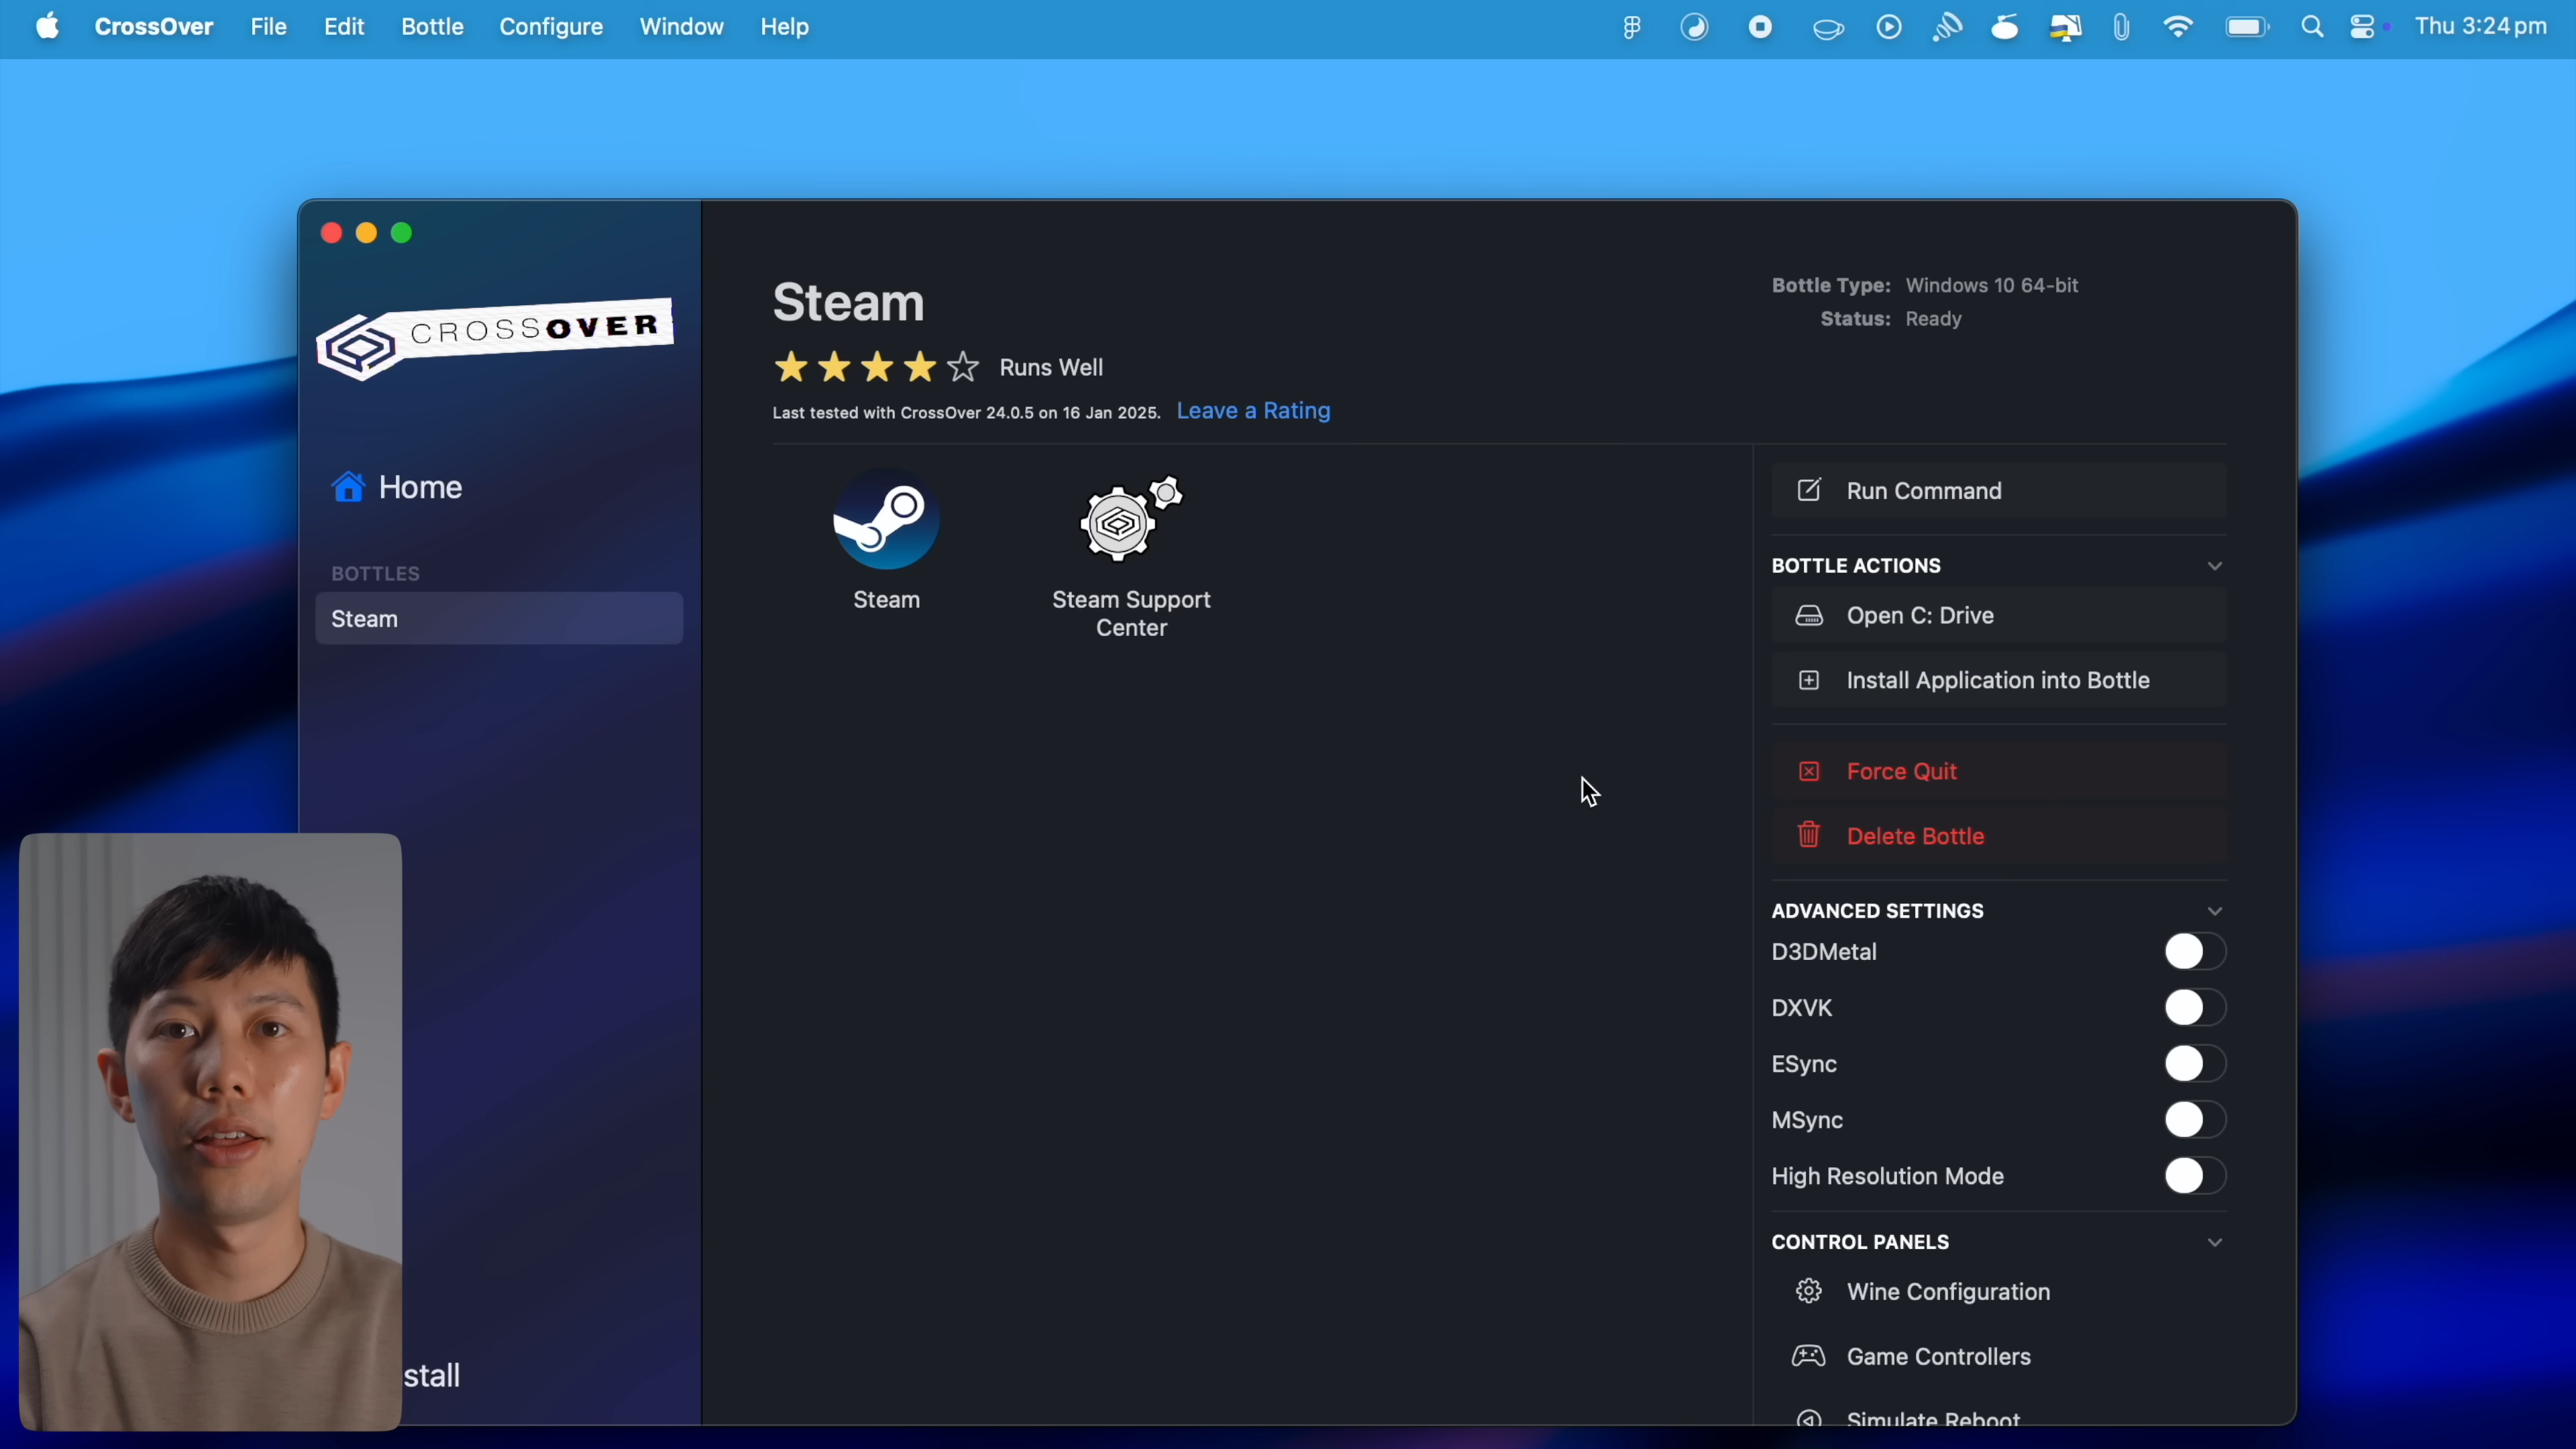 CrossOver File Edit Bottle Configure Window Help Thu 3:24 pm
CROSSOVER
Home
BOTTLES
Steam
stall
Steam
Runs Well
Last tested with CrossOver 24.0.5 on 16 Jan 2025. Leave a Rating
Bottle Type: Windows 10 64-bit
Status: Ready
Steam
Steam Support
Center
Run Command
BOTTLE ACTIONS
Open C: Drive
Install Application into Bottle
Force Quit
Delete Bottle
ADVANCED SETTINGS
D3DMetal
DXVK
ESync
MSync
High Resolution Mode
CONTROL PANELS
Wine Configuration
Game Controllers
Simulate Reboot